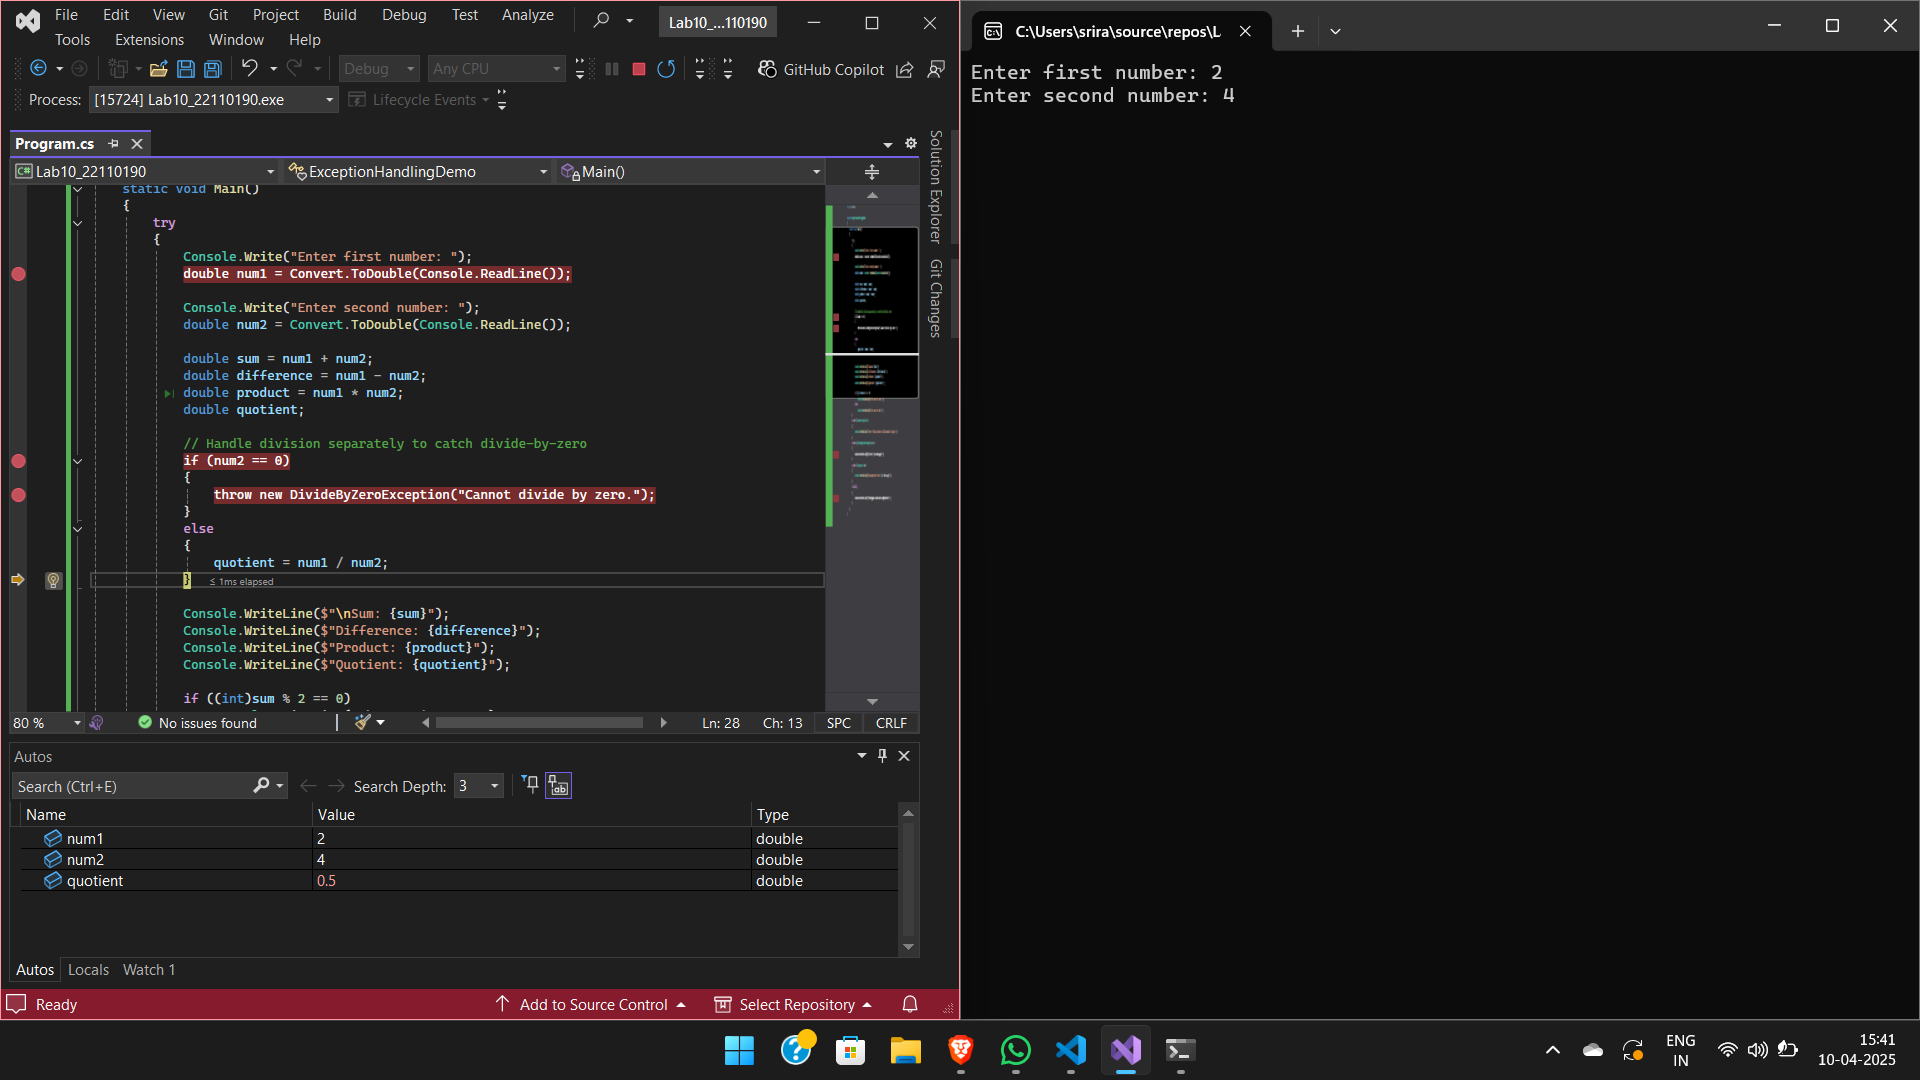 File Edit View Git Project Build Debug Test Analyze
Tools Extensions Window Help
Lab10_...110190
Debug Any CPU GitHub Copilot
Process: [15724] Lab10_22110190.exe Lifecycle Events
Program.cs
Lab10_22110190 ExceptionHandlingDemo Main()
static void Main()
{
try
{
Console.Write("Enter first number: ");
double num1 = Convert.ToDouble(Console.ReadLine());
Console.Write("Enter second number: ");
double num2 = Convert.ToDouble(Console.ReadLine());
double sum = num1 + num2;
double difference = num1 - num2;
double product = num1 * num2;
double quotient;
// Handle division separately to catch divide-by-zero
if (num2 == 0)
{
throw new DivideByZeroException("Cannot divide by zero.");
}
else
{
quotient = num1 / num2;
} ≤ 1ms elapsed
Console.WriteLine($"\nSum: {sum}");
Console.WriteLine($"Difference: {difference}");
Console.WriteLine($"Product: {product}");
Console.WriteLine($"Quotient: {quotient}");
if ((int)sum % 2 == 0)
80 % No issues found Ln: 28 Ch: 13 SPC CRLF
Solution Explorer
Git Changes
Autos
Search (Ctrl+E) Search Depth: 3
Name Value Type
num1 2 double
num2 4 double
quotient 0.5 double
Autos Locals Watch 1
Ready Add to Source Control Select Repository
C:\Users\srira\source\repos\L
Enter first number: 2
Enter second number: 4
ENG
IN
15:41
10-04-2025